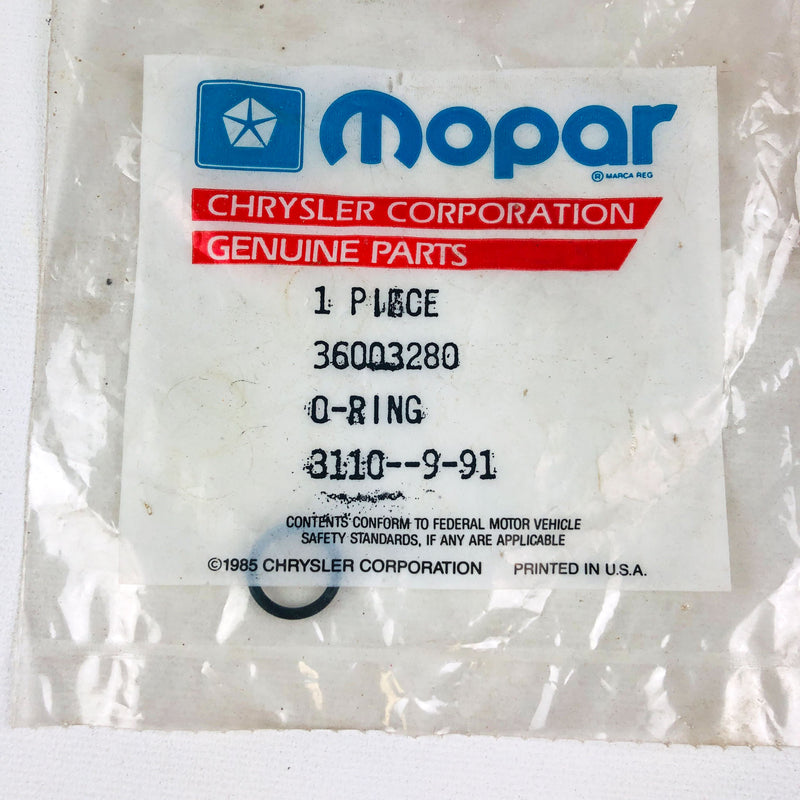 mopar
® MARCA REG
CHRYSLER CORPORATION
GENUINE PARTS
1 PIECE
36003280
O-RING
3110--9-91
CONTENTS CONFORM TO FEDERAL MOTOR VEHICLE
SAFETY STANDARDS, IF ANY ARE APPLICABLE
©1985 CHRYSLER CORPORATION PRINTED IN U.S.A.